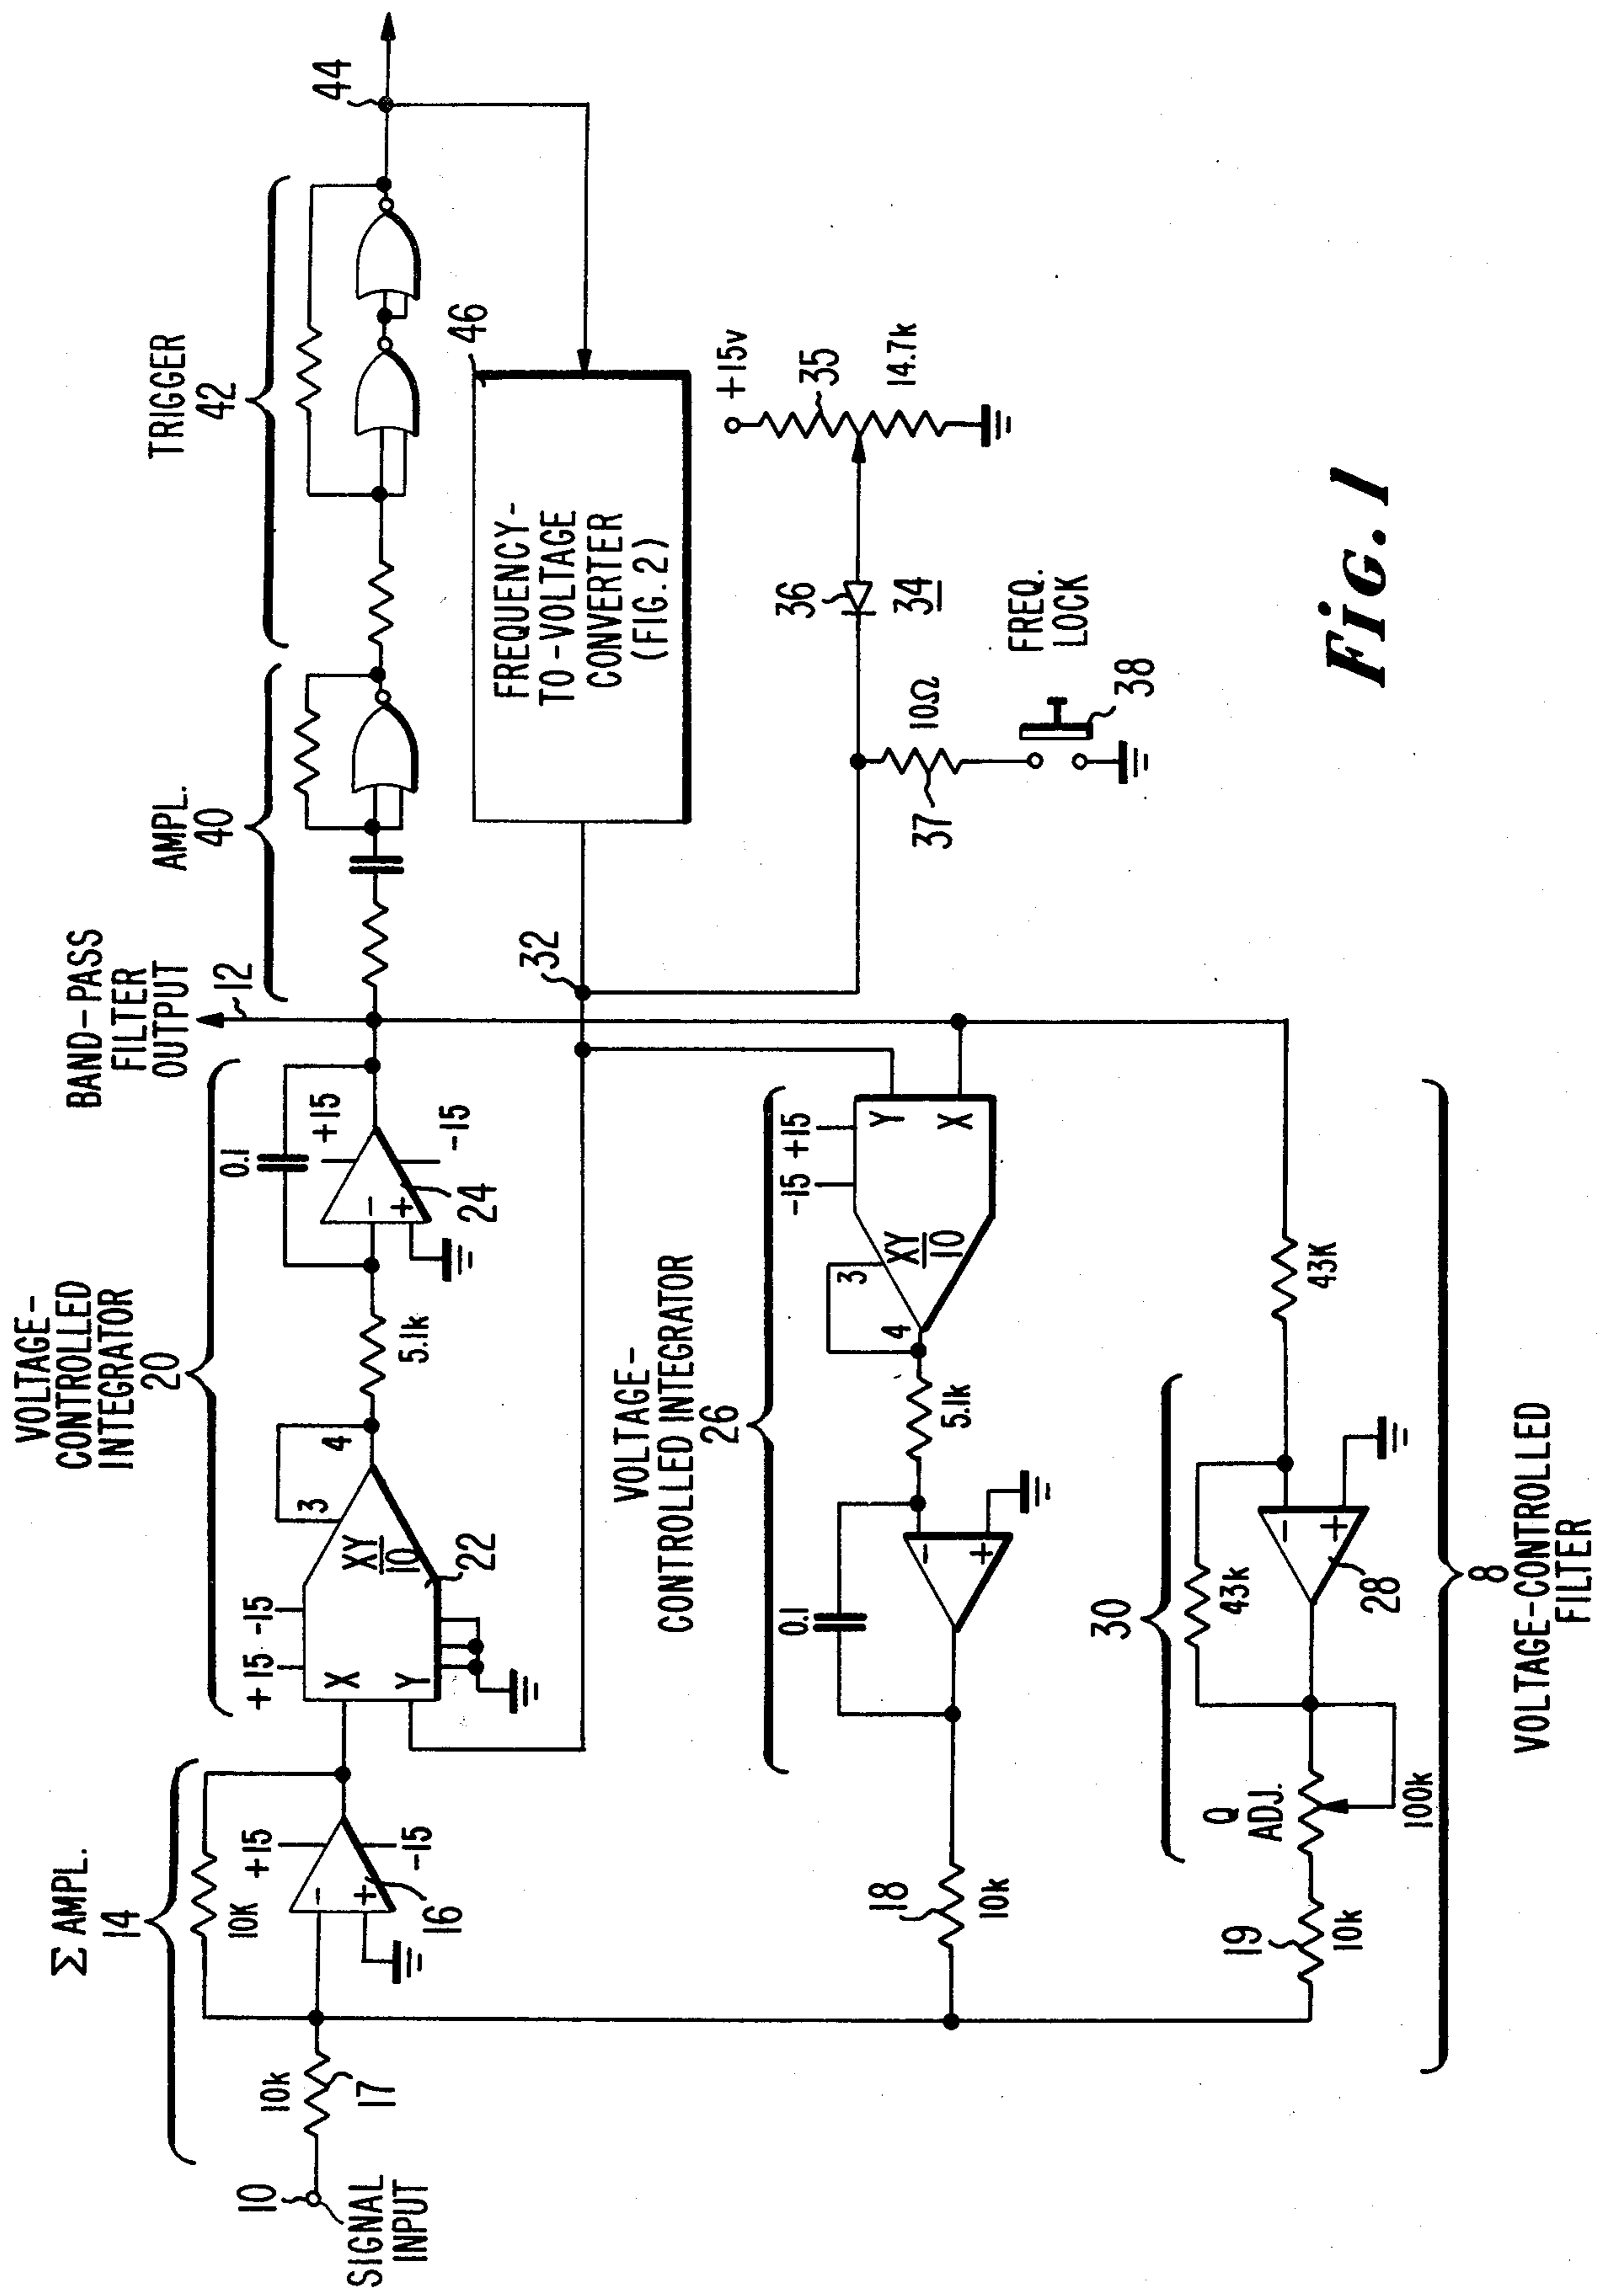 Σ AMPL.
14
10K
+15
-15
-
+
16
10k
17
10
SIGNAL
INPUT
VOLTAGE-
CONTROLLED
INTEGRATOR
20
+15
-15
X
Y
XY
10
22
3
4
5.1k
0.1
+15
-15
-
+
24
BAND-PASS
FILTER
OUTPUT
12
AMPL.
40
TRIGGER
42
44
46
FREQUENCY-
TO-VOLTAGE
CONVERTER
(FIG. 2)
32
+15v
35
14.7k
36
34
37
10Ω
FREQ.
LOCK
38
VOLTAGE-
CONTROLLED INTEGRATOR
26
-15
+15
Y
X
XY
10
3
4
5.1k
0.1
-
+
18
10k
30
43K
43k
-
+
28
Q
ADJ.
100k
19
10k
8
VOLTAGE-CONTROLLED
FILTER
Fig. 1